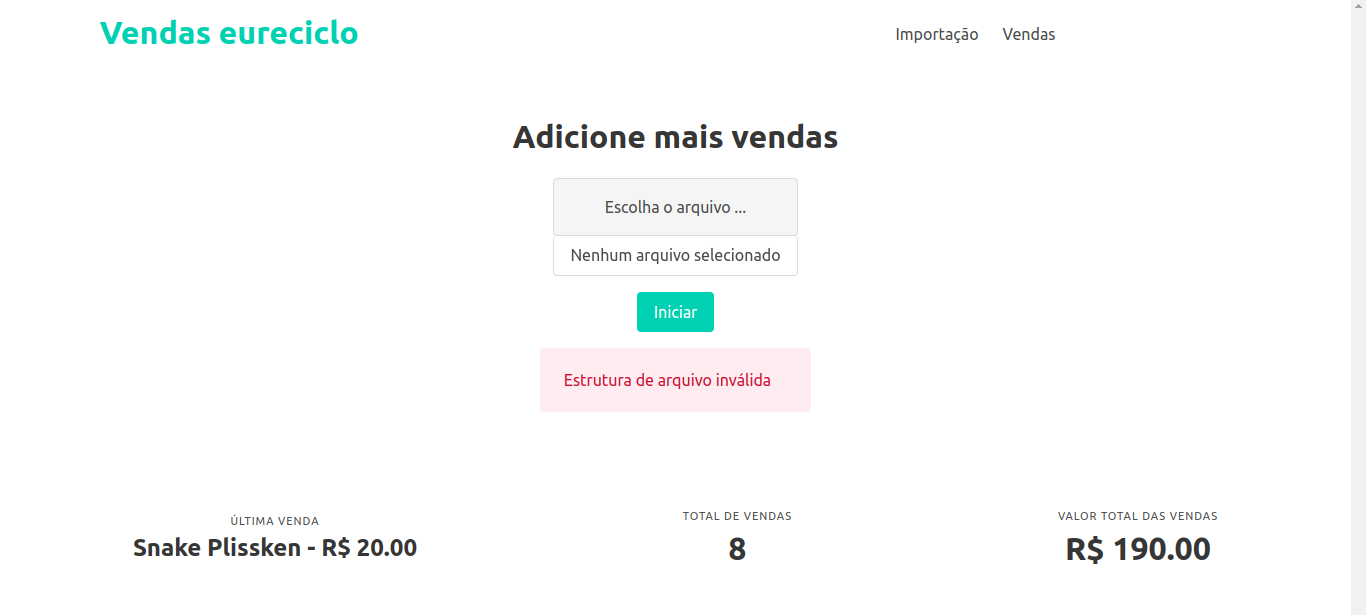 Vendas eureciclo
Importação
Vendas
Adicione mais vendas
Escolha o arquivo ...
Nenhum arquivo selecionado
Iniciar
Estrutura de arquivo inválida
ÚLTIMA VENDA
Snake Plissken - R$ 20.00
TOTAL DE VENDAS
8
VALOR TOTAL DAS VENDAS
R$ 190.00